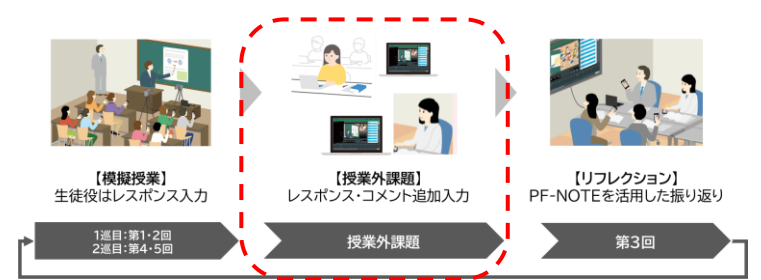 【模擬授業】
生徒役はレスポンス入力
【授業外課題】
レスポンス・コメント追加入力
【リフレクション】
PF-NOTEを活用した振り返り
1巡目:第1・2回
2巡目:第4・5回
授業外課題
第3回